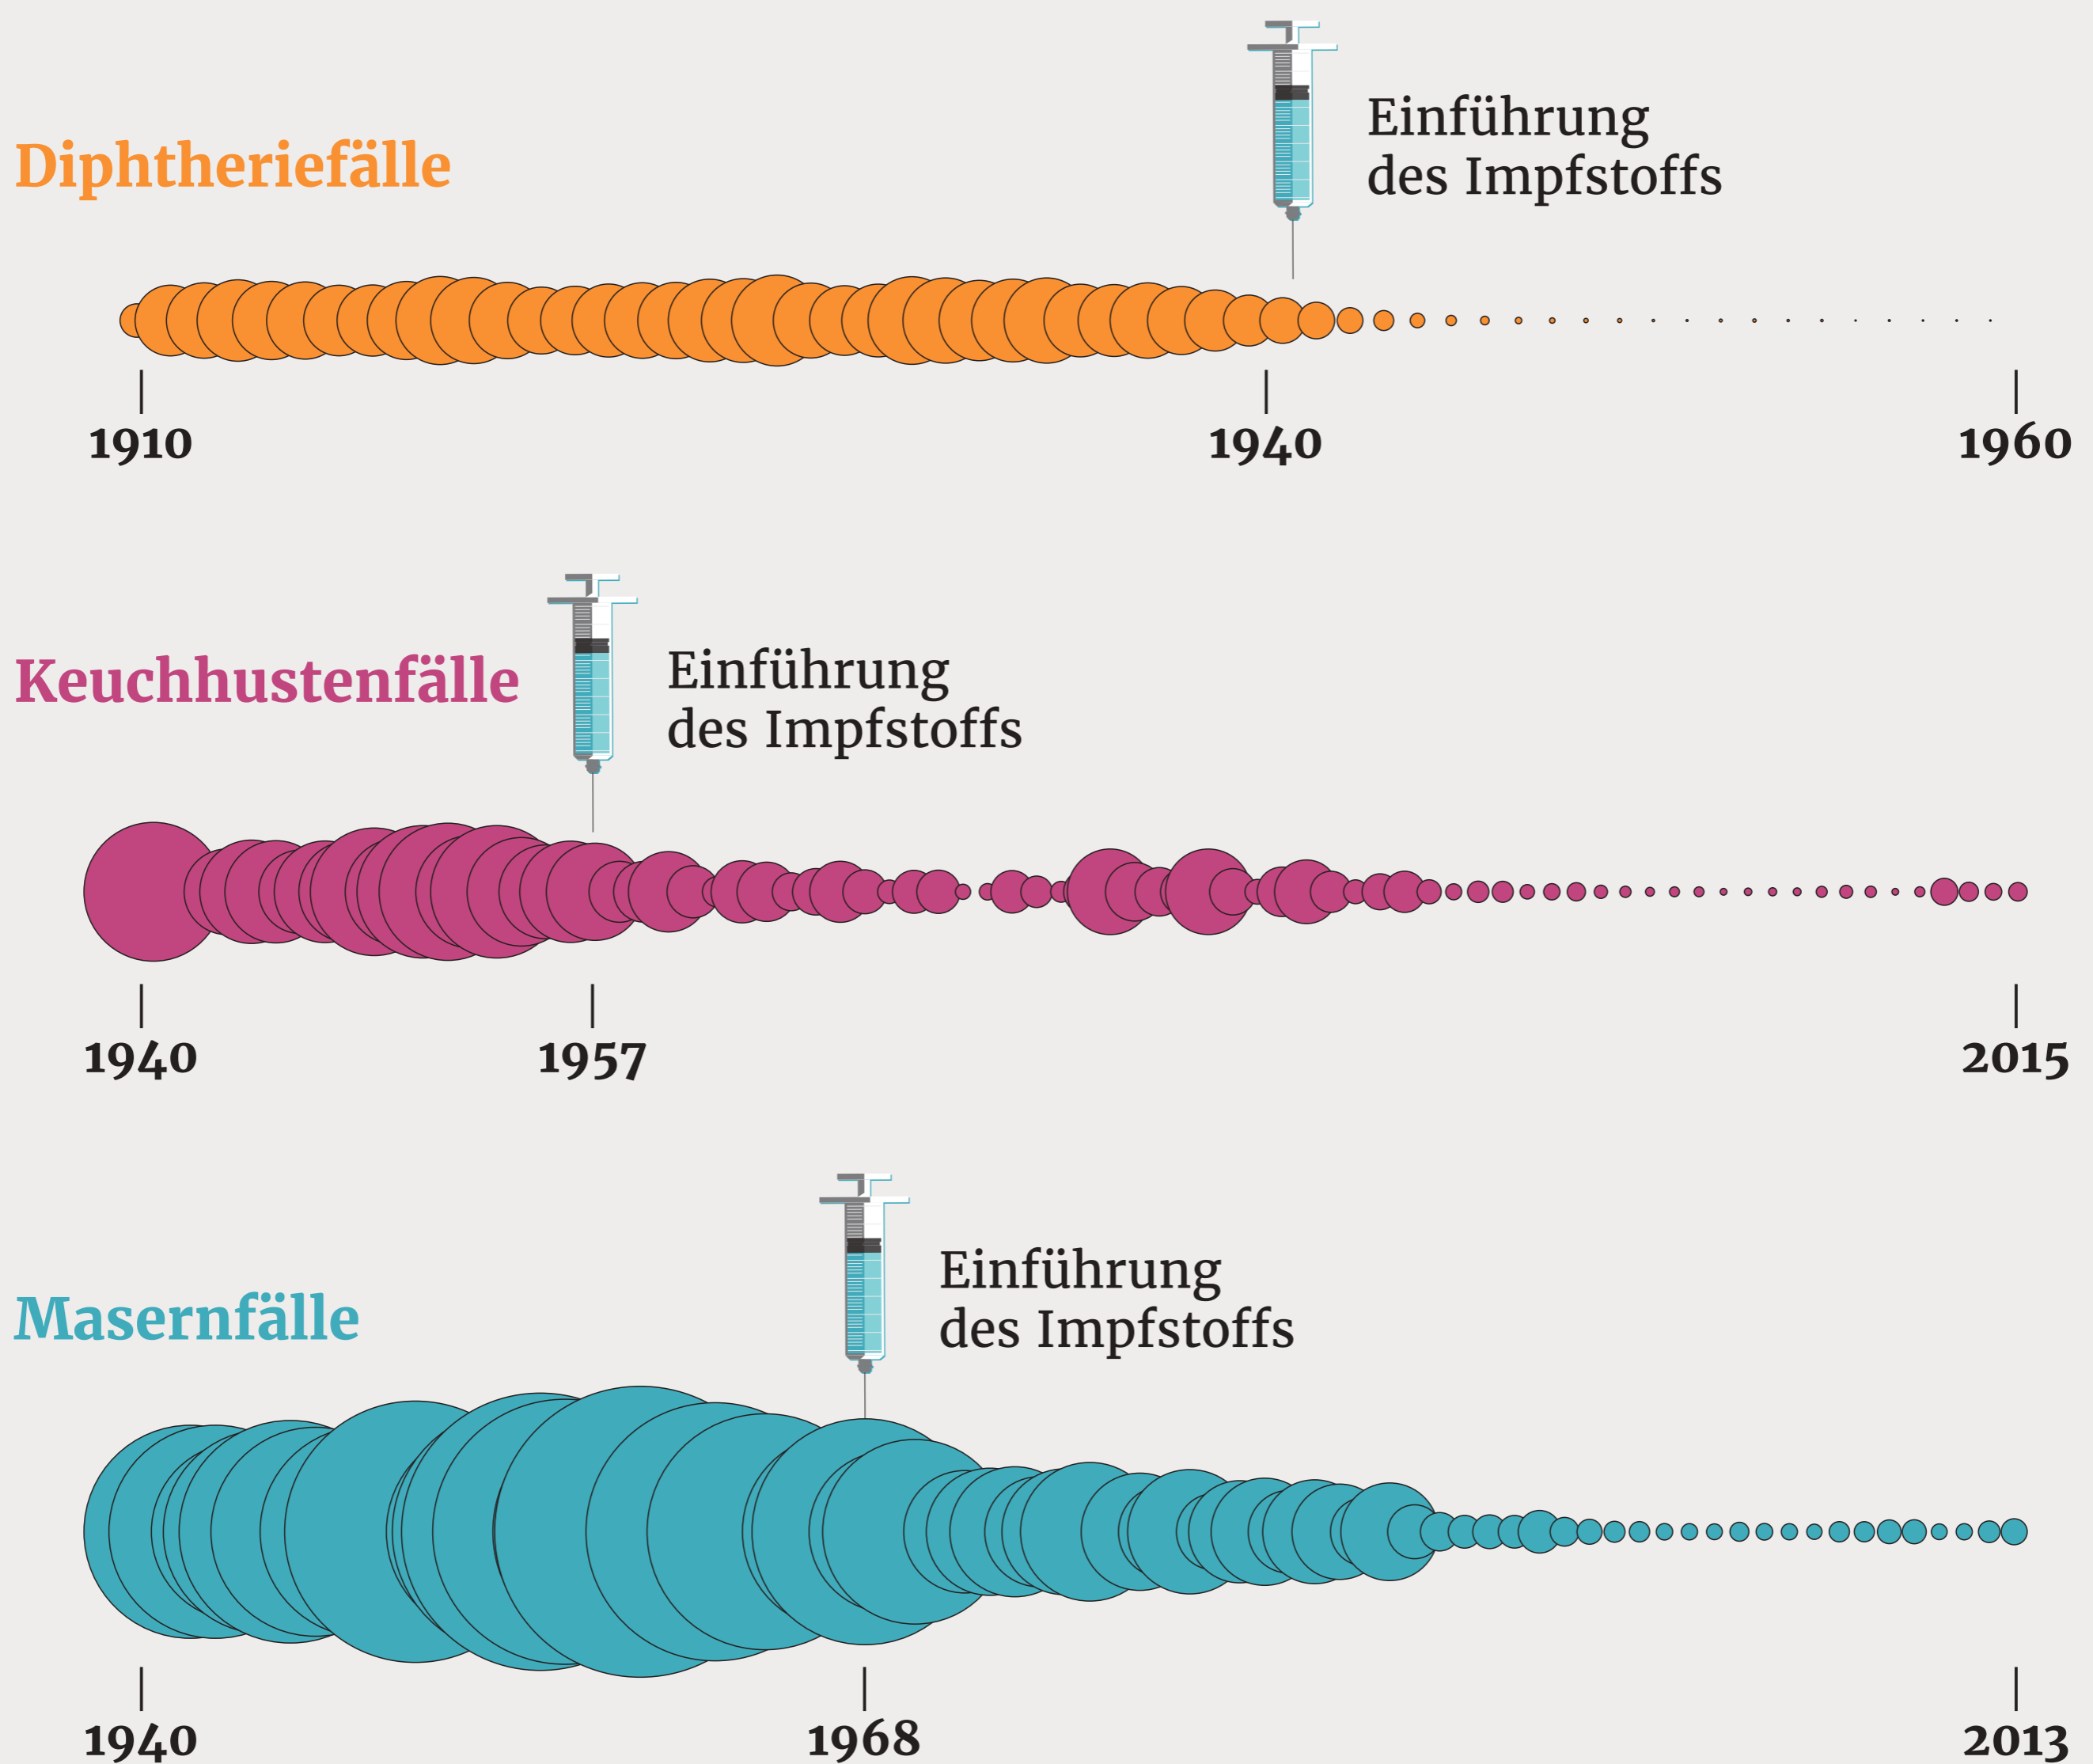 Diphtheriefälle
Einführung
des Impfstoffs
1910
1940
1960
Keuchhustenfälle
Einführung
des Impfstoffs
1940
1957
2015
Masernfälle
Einführung
des Impfstoffs
1940
1968
2013